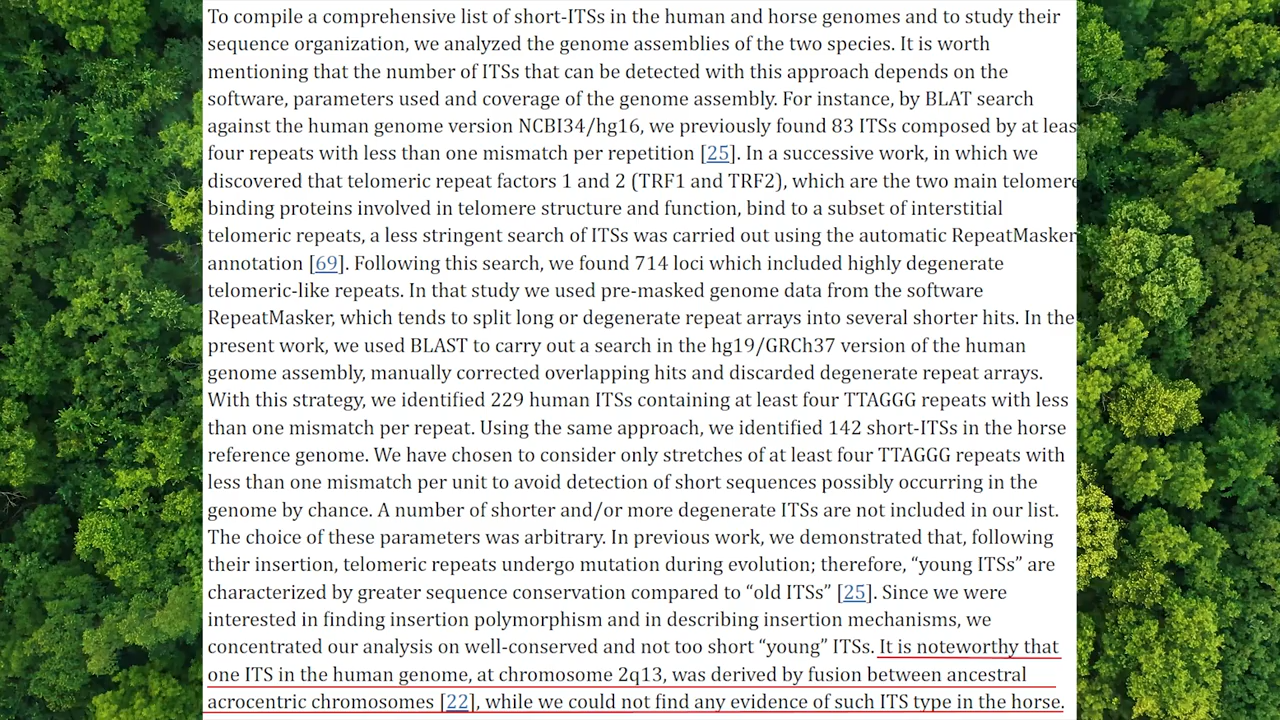 To compile a comprehensive list of short-ITSs in the human and horse genomes and to study their
sequence organization, we analyzed the genome assemblies of the two species. It is worth
mentioning that the number of ITSs that can be detected with this approach depends on the
software, parameters used and coverage of the genome assembly. For instance, by BLAT search
against the human genome version NCBI34/hg16, we previously found 83 ITSs composed by at leas
four repeats with less than one mismatch per repetition [25]. In a successive work, in which we
discovered that telomeric repeat factors 1 and 2 (TRF1 and TRF2), which are the two main telomere
binding proteins involved in telomere structure and function, bind to a subset of interstitial
telomeric repeats, a less stringent search of ITSs was carried out using the automatic RepeatMasker
annotation [69]. Following this search, we found 714 loci which included highly degenerate
telomeric-like repeats. In that study we used pre-masked genome data from the software
RepeatMasker, which tends to split long or degenerate repeat arrays into several shorter hits. In the
present work, we used BLAST to carry out a search in the hg19/GRCh37 version of the human
genome assembly, manually corrected overlapping hits and discarded degenerate repeat arrays.
With this strategy, we identified 229 human ITSs containing at least four TTAGGG repeats with less
than one mismatch per repeat. Using the same approach, we identified 142 short-ITSs in the horse
reference genome. We have chosen to consider only stretches of at least four TTAGGG repeats with
less than one mismatch per unit to avoid detection of short sequences possibly occurring in the
genome by chance. A number of shorter and/or more degenerate ITSs are not included in our list.
The choice of these parameters was arbitrary. In previous work, we demonstrated that, following
their insertion, telomeric repeats undergo mutation during evolution; therefore, “young ITSs” are
characterized by greater sequence conservation compared to “old ITSs” [25]. Since we were
interested in finding insertion polymorphism and in describing insertion mechanisms, we
concentrated our analysis on well-conserved and not too short “young” ITSs. It is noteworthy that
one ITS in the human genome, at chromosome 2q13, was derived by fusion between ancestral
acrocentric chromosomes [22], while we could not find any evidence of such ITS type in the horse.